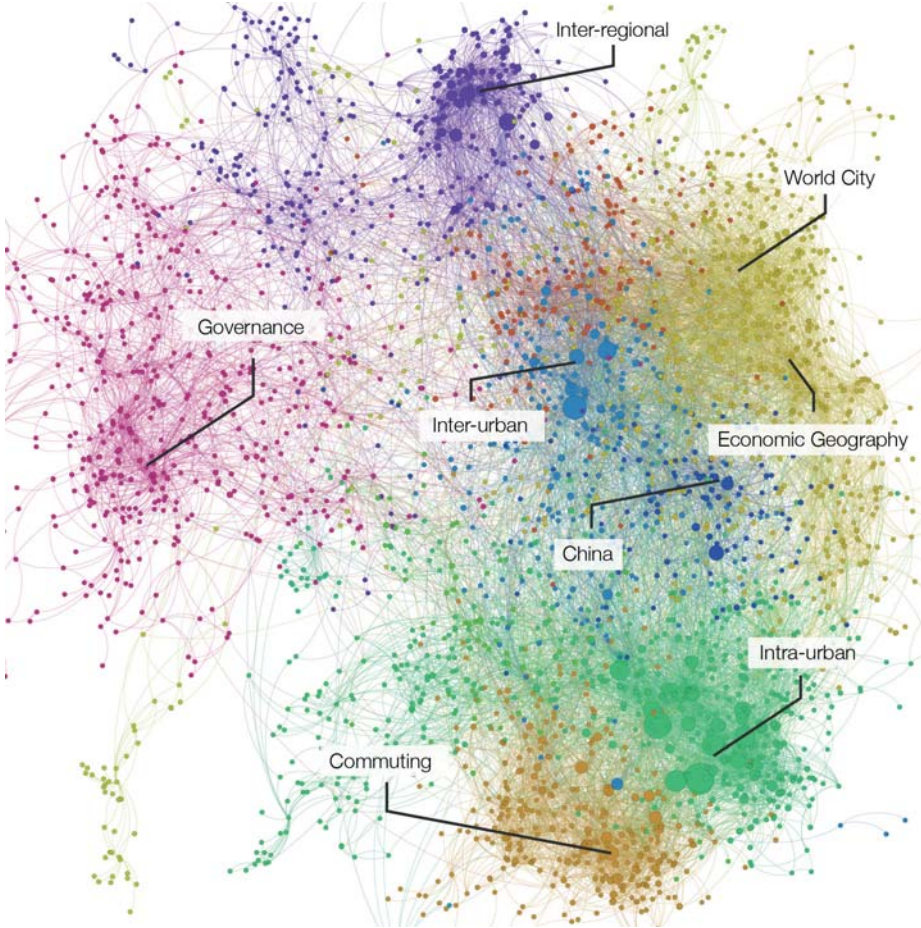 Inter-regional
World City
Governance
Inter-urban
Economic Geography
China
Intra-urban
Commuting